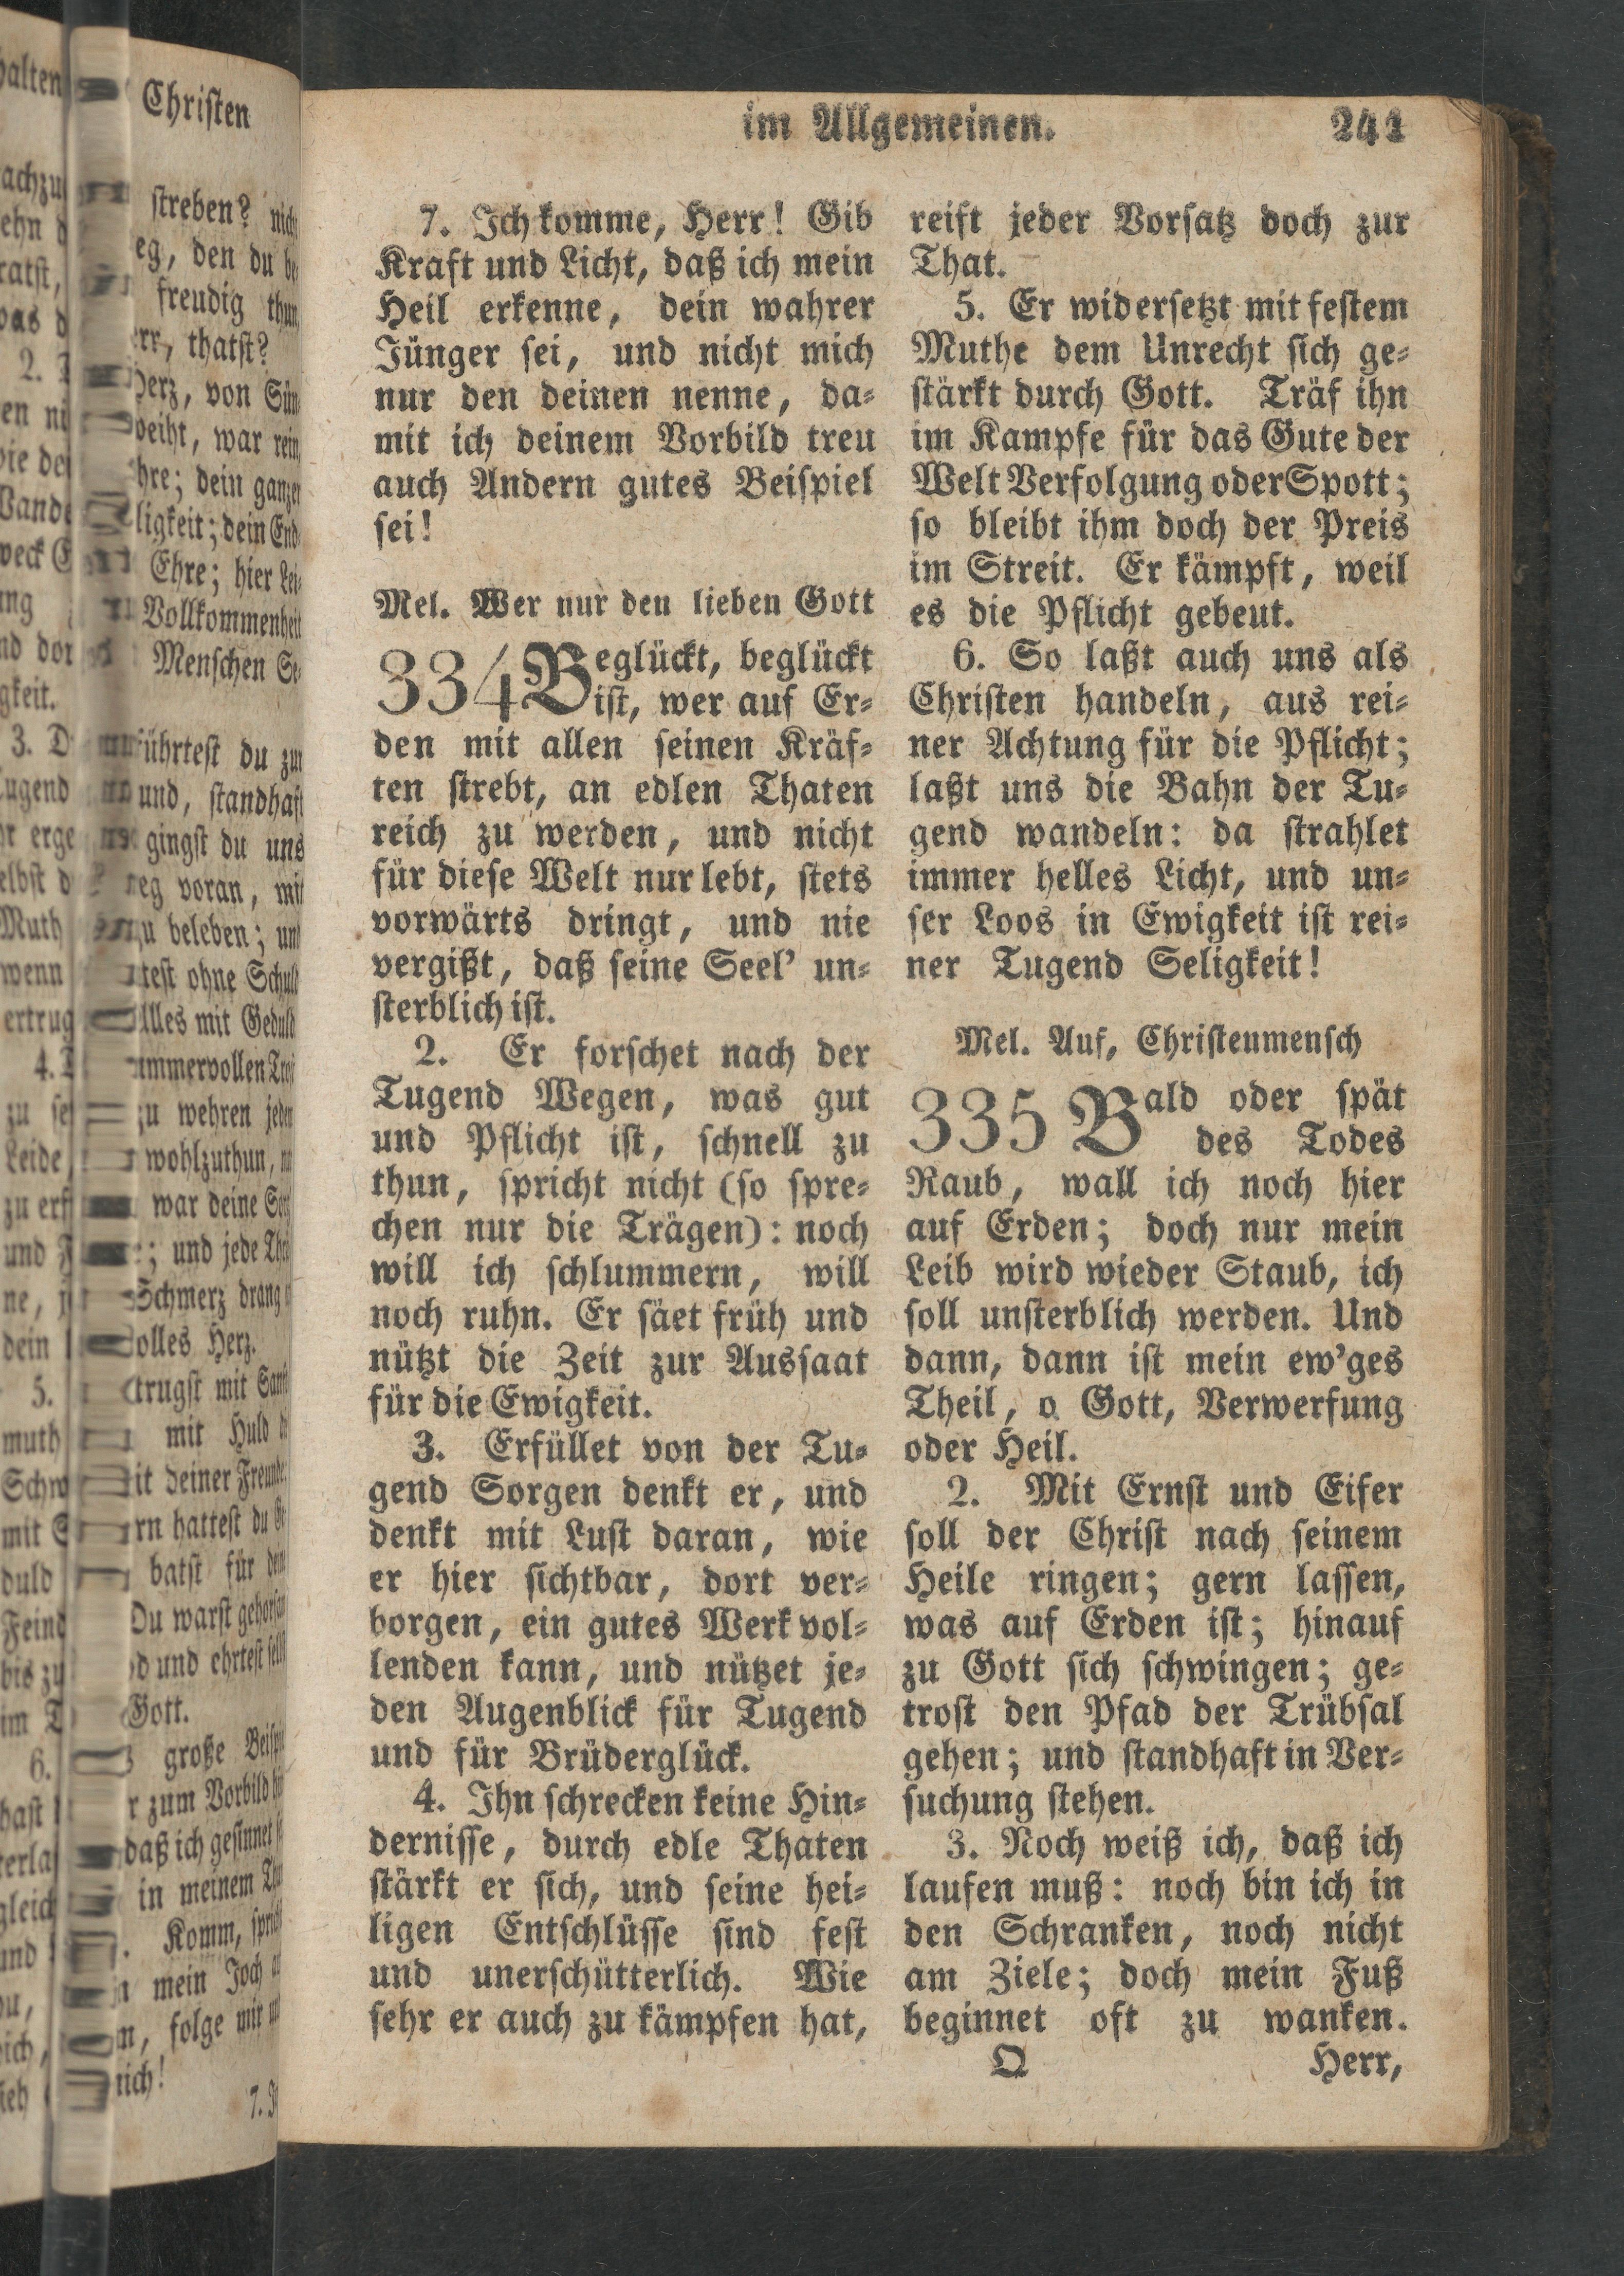 im Allgemeinen. 241
7. Ich komme, Herr! Gib
Kraft und Licht, daß ich mein
Heil erkenne, dein wahrer
Jünger sei, und nicht mich
nur den deinen nenne, da=
mit ich deinem Vorbild treu
auch Andern gutes Beispiel
sei!
Mel. Wer nur den lieben Gott
334 Beglückt, beglückt
ist, wer auf Er=
den mit allen seinen Kräf=
ten strebt, an edlen Thaten
reich zu werden, und nicht
für diese Welt nur lebt, stets
vorwärts dringt, und nie
vergißt, daß seine Seel' un=
sterblich ist.
2. Er forschet nach der
Tugend Wegen, was gut
und Pflicht ist, schnell zu
thun, spricht nicht (so spre=
chen nur die Trägen): noch
will ich schlummern, will
noch ruhn. Er säet früh und
nützt die Zeit zur Aussaat
für die Ewigkeit.
3. Erfüllet von der Tu=
gend Sorgen denkt er, und
denkt mit Lust daran, wie
er hier sichtbar, dort ver=
borgen, ein gutes Werk vol=
lenden kann, und nützet je=
den Augenblick für Tugend
und für Brüderglück.
4. Ihn schrecken keine Hin=
dernisse, durch edle Thaten
stärkt er sich, und seine hei=
ligen Entschlüsse sind fest
und unerschütterlich. Wie
sehr er auch zu kämpfen hat,
reift jeder Vorsatz doch zur
That.
5. Er widersetzt mit festem
Muthe dem Unrecht sich ge=
stärkt durch Gott. Träf ihn
im Kampfe für das Gute der
Welt Verfolgung oder Spott;
so bleibt ihm doch der Preis
im Streit. Er kämpft, weil
es die Pflicht gebeut.
6. So laßt auch uns als
Christen handeln, aus rei=
ner Achtung für die Pflicht;
laßt uns die Bahn der Tu=
gend wandeln: da strahlet
immer helles Licht, und un=
ser Loos in Ewigkeit ist rei=
ner Tugend Seligkeit!
Mel. Auf, Christenmensch
335 Bald oder spät
des Todes
Raub, wall ich noch hier
auf Erden; doch nur mein
Leib wird wieder Staub, ich
soll unsterblich werden. Und
dann, dann ist mein ew'ges
Theil, o Gott, Verwerfung
oder Heil.
2. Mit Ernst und Eifer
soll der Christ nach seinem
Heile ringen; gern lassen,
was auf Erden ist; hinauf
zu Gott sich schwingen; ge=
trost den Pfad der Trübsal
gehen; und standhaft in Ver=
suchung stehen.
3. Noch weiß ich, daß ich
laufen muß: noch bin ich in
den Schranken, noch nicht
am Ziele; doch mein Fuß
beginnet oft zu wanken.
Q Herr,